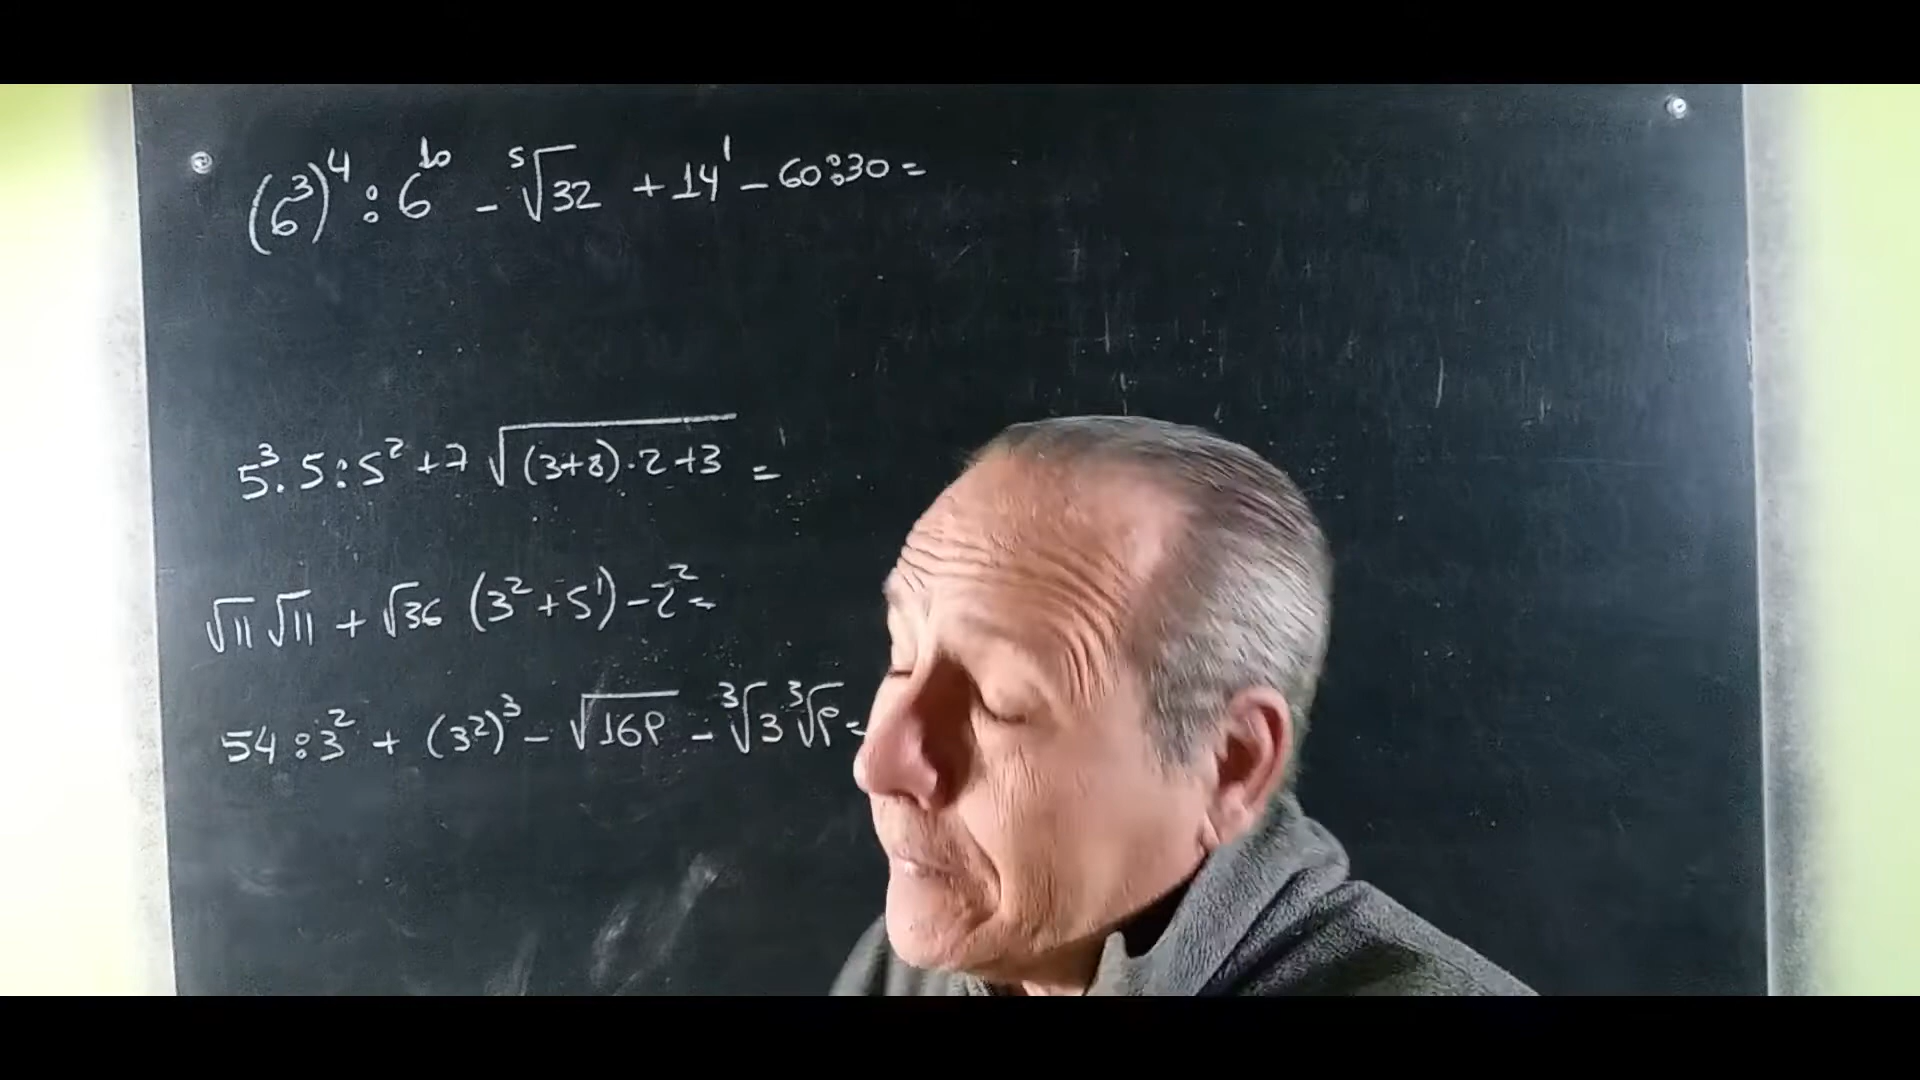 (6³)⁴ : 6¹⁰ - ⁵√32 + 14¹ - 60:30 =
5³·5:5² + 7 √((3+8)·2+3) =
√11 √11 + √36 (3² + 5¹) - 2² =
54:3² + (3²)³ - √169 - ³√3 ³√9 =